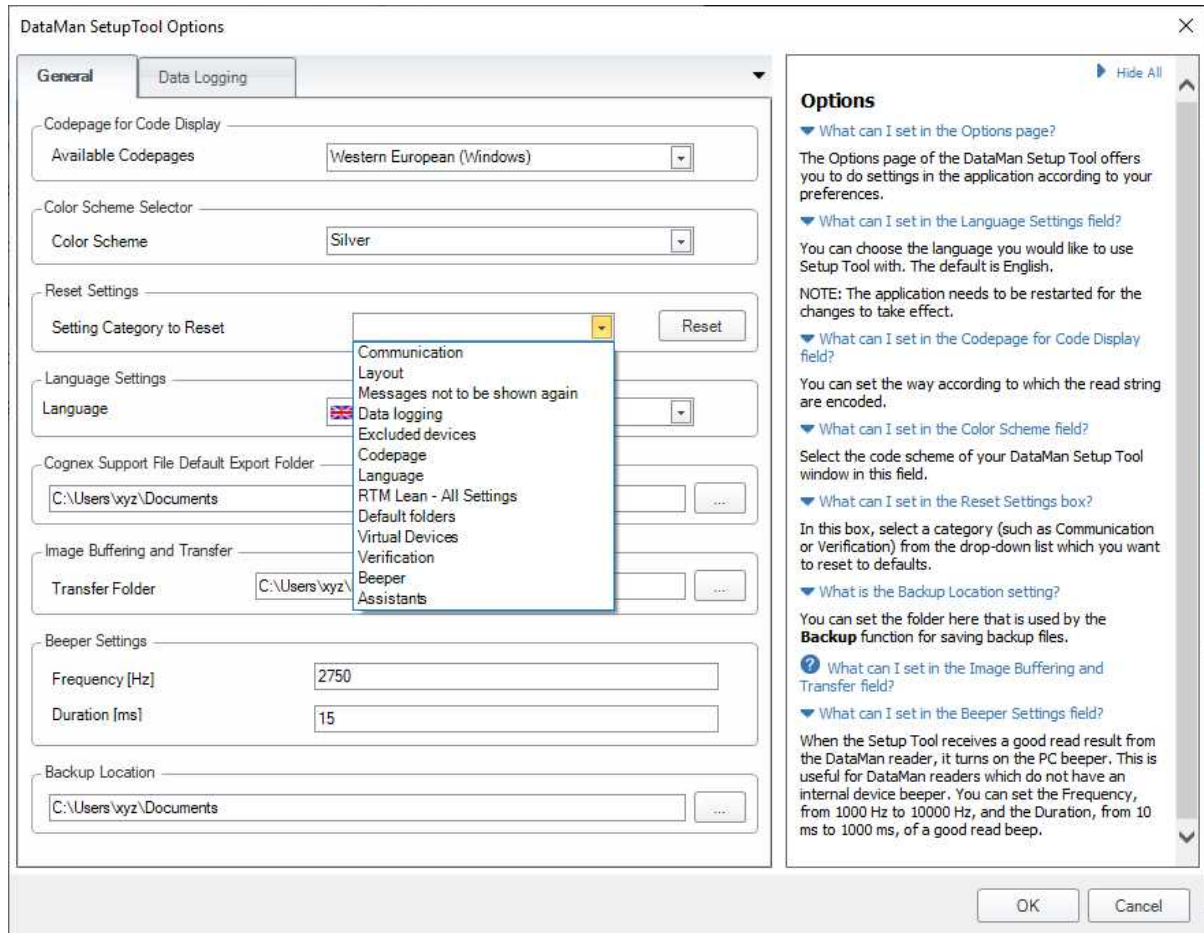 DataMan SetupTool Options
General
Data Logging
Codepage for Code Display
Available Codepages
Western European (Windows)
Color Scheme Selector
Color Scheme
Silver
Reset Settings
Setting Category to Reset
Reset
Communication
Layout
Messages not to be shown again
Data logging
Excluded devices
Codepage
Language
RTM Lean - All Settings
Default folders
Virtual Devices
Verification
Beeper
Assistants
Language Settings
Language
Cognex Support File Default Export Folder
C:\Users\xyz\Documents
...
Image Buffering and Transfer
Transfer Folder
C:\Users\xyz\
...
Beeper Settings
Frequency [Hz]
2750
Duration [ms]
15
Backup Location
C:\Users\xyz\Documents
...
Hide All
Options
What can I set in the Options page?
The Options page of the DataMan Setup Tool offers
you to do settings in the application according to your
preferences.
What can I set in the Language Settings field?
You can choose the language you would like to use
Setup Tool with. The default is English.
NOTE: The application needs to be restarted for the
changes to take effect.
What can I set in the Codepage for Code Display
field?
You can set the way according to which the read string
are encoded.
What can I set in the Color Scheme field?
Select the code scheme of your DataMan Setup Tool
window in this field.
What can I set in the Reset Settings box?
In this box, select a category (such as Communication
or Verification) from the drop-down list which you want
to reset to defaults.
What is the Backup Location setting?
You can set the folder here that is used by the
Backup function for saving backup files.
? What can I set in the Image Buffering and
Transfer field?
What can I set in the Beeper Settings field?
When the Setup Tool receives a good read result from
the DataMan reader, it turns on the PC beeper. This is
useful for DataMan readers which do not have an
internal device beeper. You can set the Frequency,
from 1000 Hz to 10000 Hz, and the Duration, from 10
ms to 1000 ms, of a good read beep.
OK
Cancel